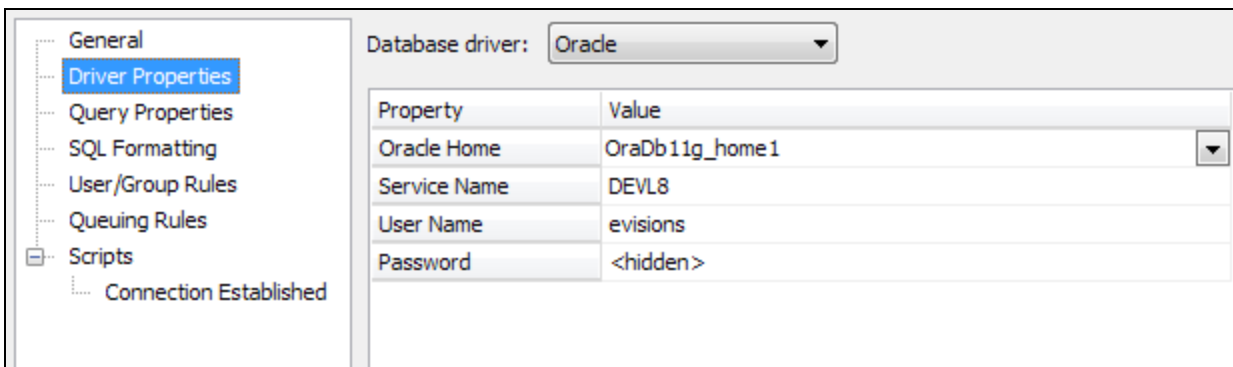 General
Driver Properties
Query Properties
SQL Formatting
User/Group Rules
Queuing Rules
Scripts
Connection Established
Database driver: Oracle
Property Value
Oracle Home OraDb11g_home1
Service Name DEVL8
User Name evisions
Password <hidden>